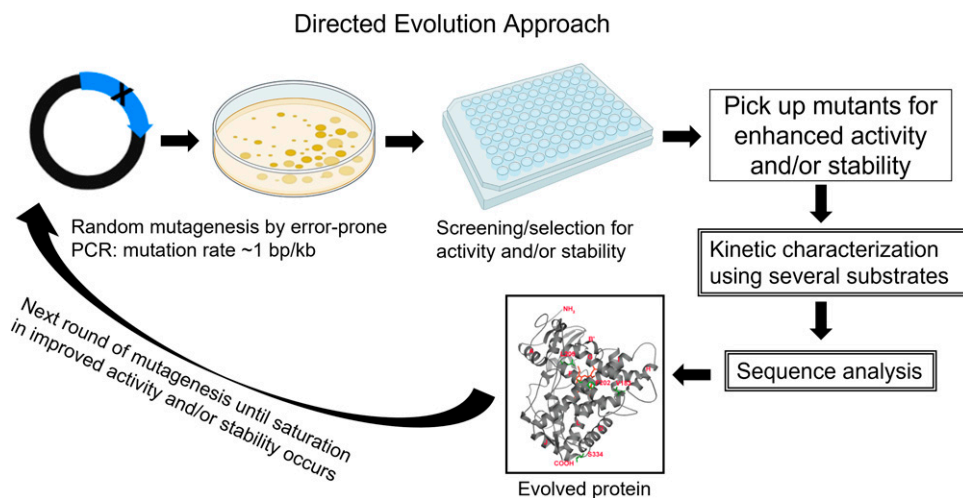 Directed Evolution Approach
X
Random mutagenesis by error-prone
PCR: mutation rate ~1 bp/kb
Screening/selection for
activity and/or stability
Pick up mutants for
enhanced activity
and/or stability
Kinetic characterization
using several substrates
Sequence analysis
NH₂
S334
COOH
Evolved protein
Next round of mutagenesis until saturation
in improved activity and/or stability occurs